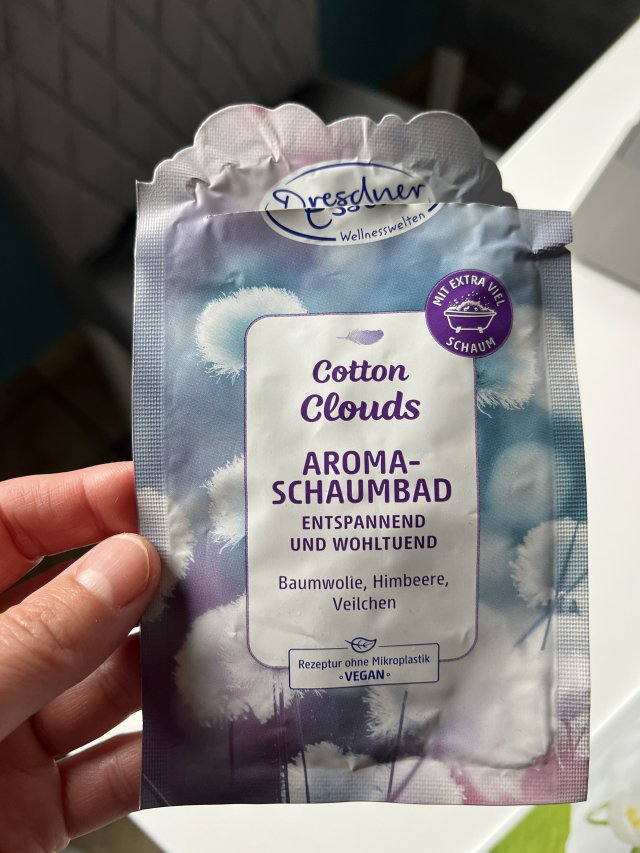 Dresdner
Wellnesswelten
MIT EXTRA VIEL
SCHAUM
Cotton
Clouds
AROMA-
SCHAUMBAD
ENTSPANNEND
UND WOHLTUEND
Baumwolle, Himbeere,
Veilchen
Rezeptur ohne Mikroplastik
•VEGAN•